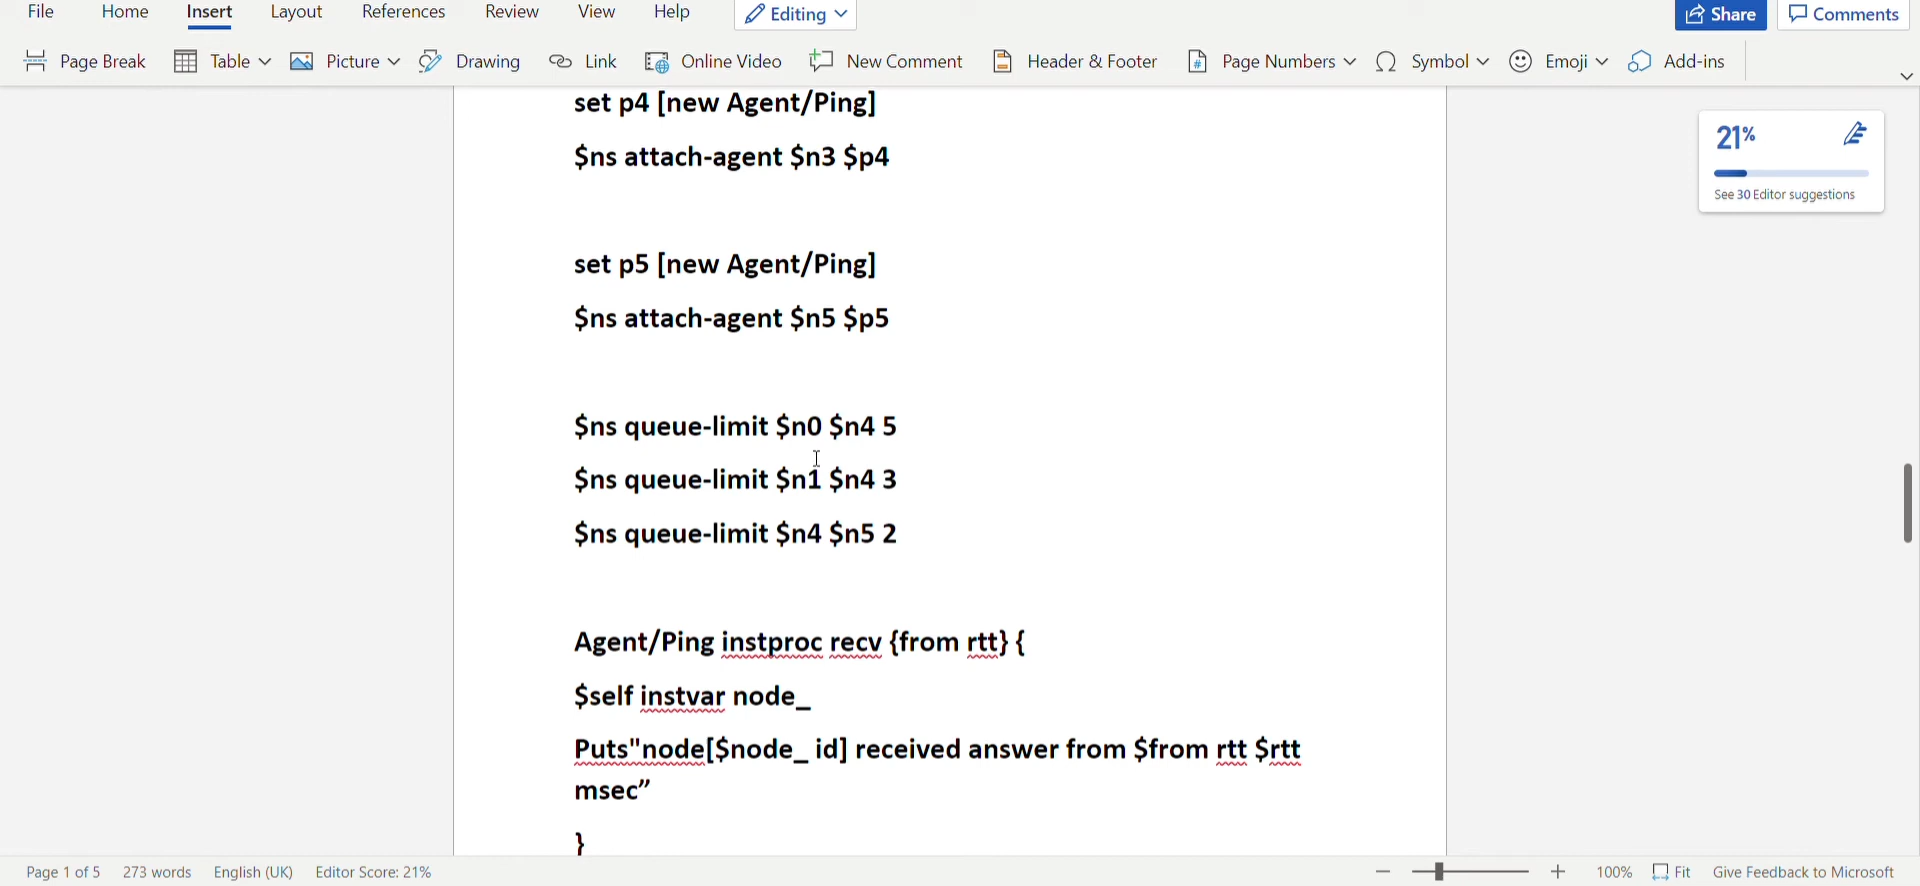 File Home Insert Layout References Review View Help Editing Share Comments
Page Break Table Picture Drawing Link Online Video New Comment Header & Footer Page Numbers Symbol Emoji Add-ins
set p4 [new Agent/Ping]
$ns attach-agent $n3 $p4
21%
See 30 Editor suggestions
set p5 [new Agent/Ping]
$ns attach-agent $n5 $p5
$ns queue-limit $n0 $n4 5
$ns queue-limit $n1 $n4 3
$ns queue-limit $n4 $n5 2
Agent/Ping instproc recv {from rtt} {
$self instvar node_
Puts"node[$node_ id] received answer from $from rtt $rtt
msec”
}
Page 1 of 5 273 words English (UK) Editor Score: 21% 100% Fit Give Feedback to Microsoft